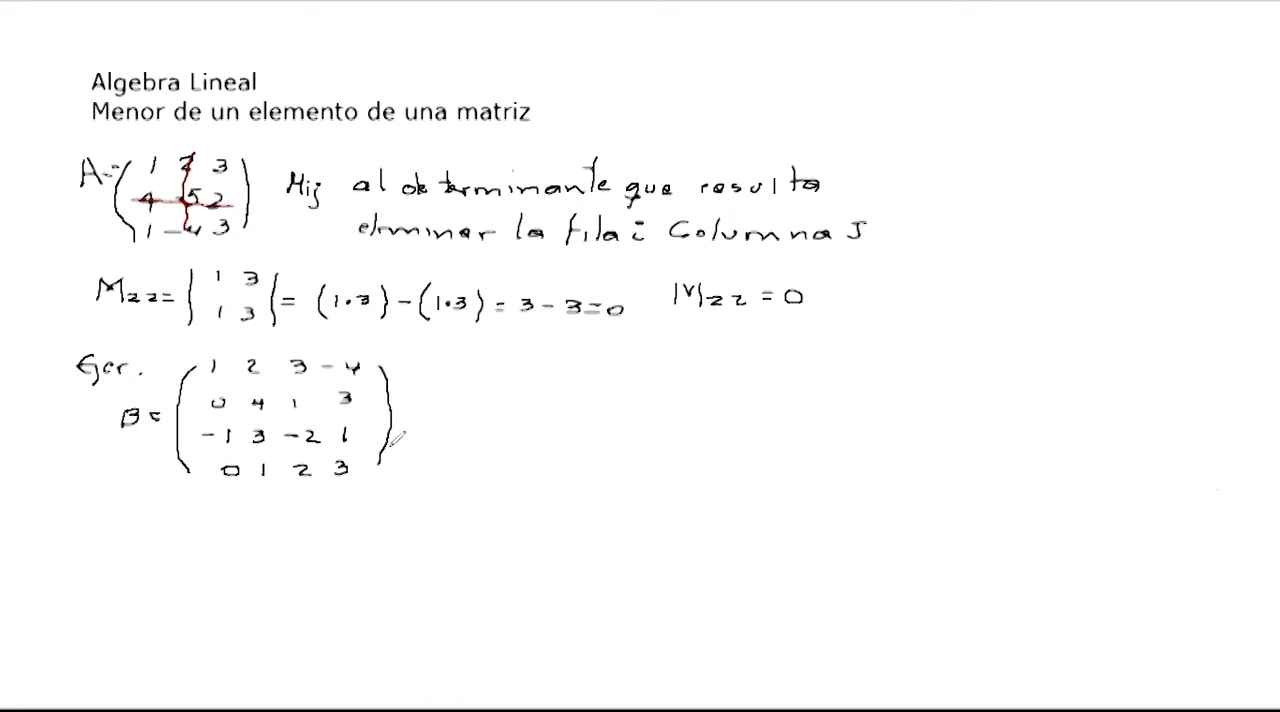 Algebra Lineal
Menor de un elemento de una matriz
A= ( 1 2 3 ) Mij al determinante que resulta
4 5 2
1 -4 3 eliminar la fila i columna J
M22 = | 1 3 | = (1·3) - (1·3) = 3 - 3 = 0 M22 = 0
1 3
Ejer.
1 2 3 -4
B= 0 4 1 3
-1 3 -2 1
0 1 2 3